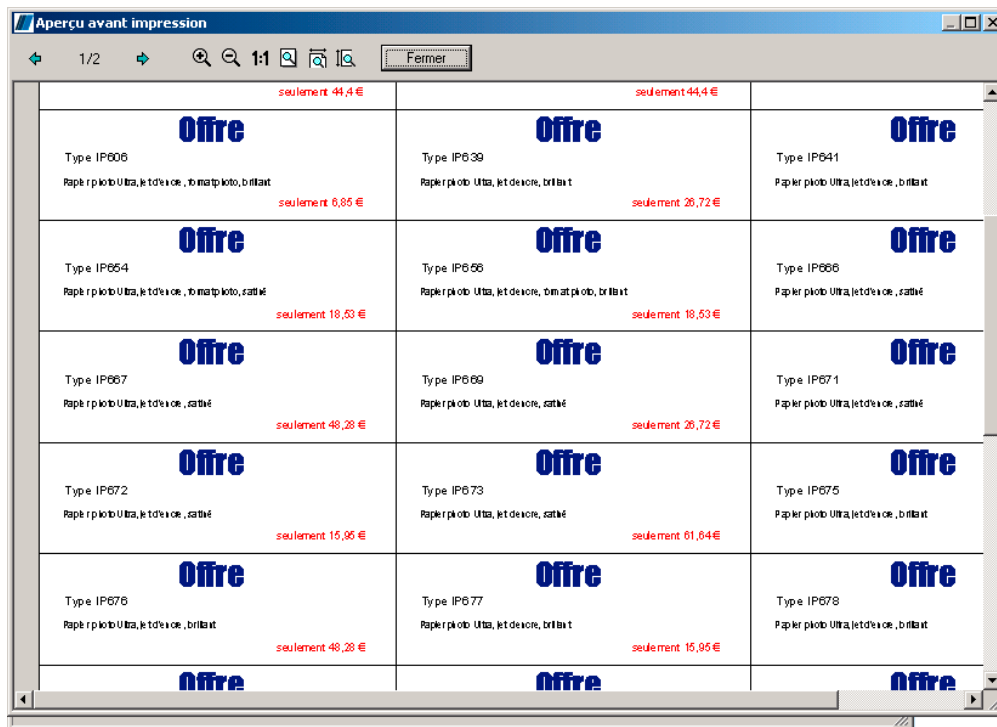 Aperçu avant impression
1/2 1:1 Fermer
seulement 44,4 € seulement 44,4 €
Offre Offre Offre
Type IP606 Type IP639 Type IP641
Papier photo Ultra, jet d'encre, format photo, brillant Papier photo Ultra, jet dencre, brillant Papier photo Ultra, jet d'encre, brillant
seulement 6,85 € seulement 26,72 €
Offre Offre Offre
Type IP654 Type IP656 Type IP666
Papier photo Ultra, jet d'encre, format photo, satiné Papier photo Ultra, jet dencre, format photo, brillant Papier photo Ultra, jet d'encre, satiné
seulement 18,53 € seulement 18,53 €
Offre Offre Offre
Type IP667 Type IP669 Type IP671
Papier photo Ultra, jet d'encre, satiné Papier photo Ultra, jet dencre, satiné Papier photo Ultra, jet d'encre, satiné
seulement 48,28 € seulement 26,72 €
Offre Offre Offre
Type IP672 Type IP673 Type IP675
Papier photo Ultra, jet d'encre, satiné Papier photo Ultra, jet dencre, satiné Papier photo Ultra, jet d'encre, brillant
seulement 15,95 € seulement 61,64 €
Offre Offre Offre
Type IP676 Type IP677 Type IP678
Papier photo Ultra, jet d'encre, brillant Papier photo Ultra, jet dencre, brillant Papier photo Ultra, jet d'encre, brillant
seulement 48,28 € seulement 15,95 €
Offre Offre Offre